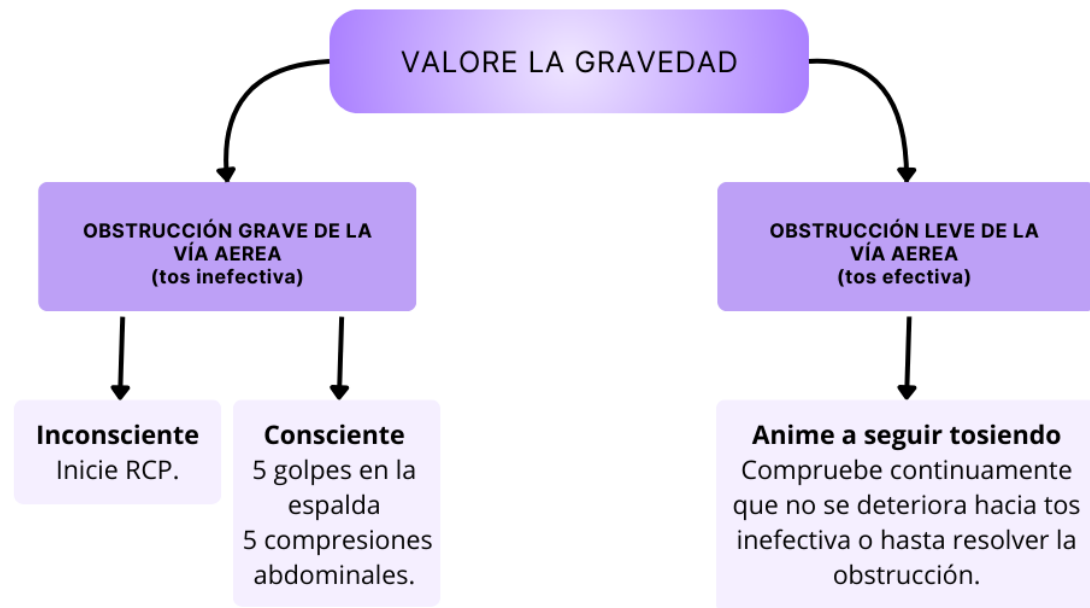 VALORE LA GRAVEDAD
OBSTRUCCIÓN GRAVE DE LA
VÍA AEREA
(tos inefectiva)
OBSTRUCCIÓN LEVE DE LA
VÍA AEREA
(tos efectiva)
Inconsciente
Inicie RCP.
Consciente
5 golpes en la
espalda
5 compresiones
abdominales.
Anime a seguir tosiendo
Compruebe continuamente
que no se deteriora hacia tos
inefectiva o hasta resolver la
obstrucción.